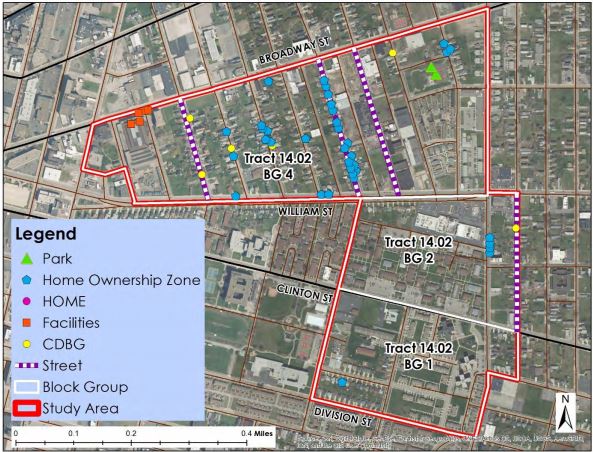 BROADWAY ST
Tract 14.02
BG 4
WILLIAM ST
Tract 14.02
BG 2
CLINTON ST
Tract 14.02
BG 1
DIVISION ST
Legend
Park
Home Ownership Zone
HOME
Facilities
CDBG
Street
Block Group
Study Area
0 0.1 0.2 0.4 Miles
N